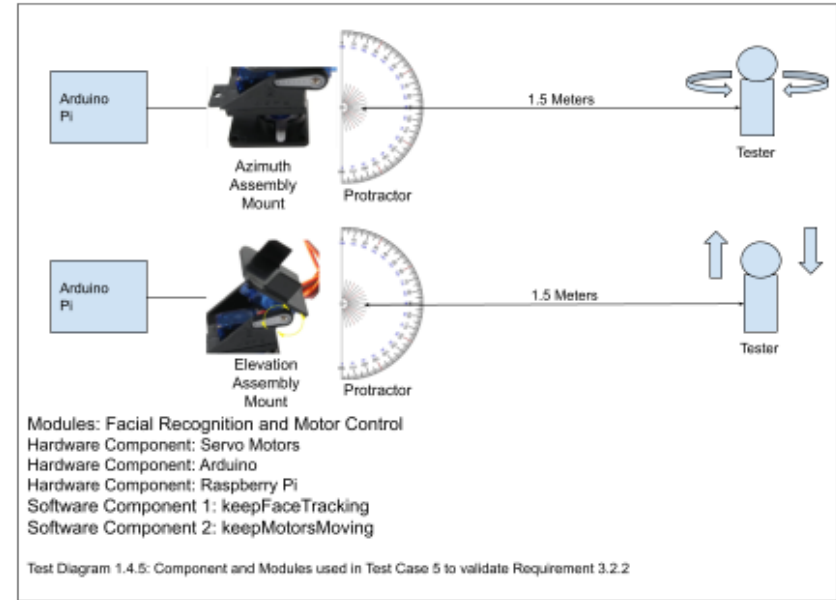 Arduino
Pi
Azimuth
Assembly
Mount
Protractor
1.5 Meters
Tester
Arduino
Pi
Elevation
Assembly
Mount
Protractor
1.5 Meters
Tester
Modules: Facial Recognition and Motor Control
Hardware Component: Servo Motors
Hardware Component: Arduino
Hardware Component: Raspberry Pi
Software Component 1: keepFaceTracking
Software Component 2: keepMotorsMoving
Test Diagram 1.4.5: Component and Modules used in Test Case 5 to validate Requirement 3.2.2